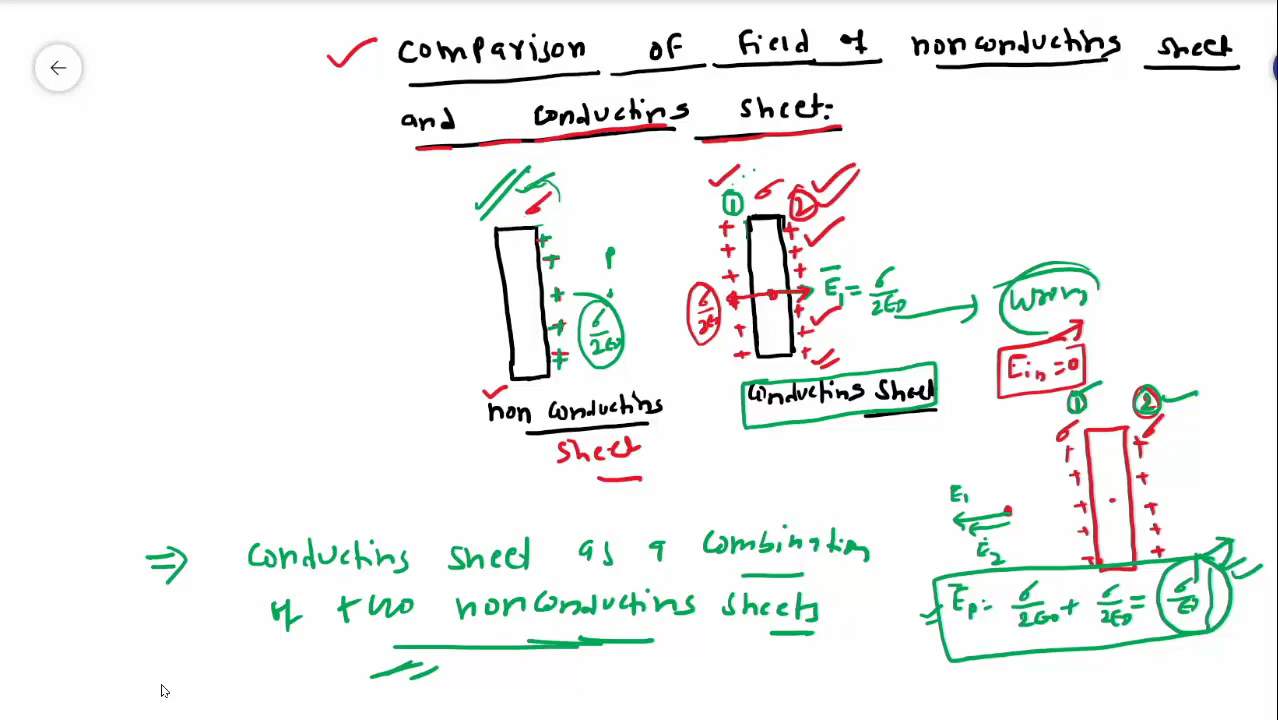 comparison of field of nonconducting sheet
and conducting sheet:
σ
① σ ②
P
σ/2ε0
σ/2ε0
E1 = σ/2ε0
Ein = 0
non conducting
sheet
conducting sheet
① ②
σ σ
E1
E2
⇒ conducting sheet as a combination
of two nonconducting sheets
Ep = σ/2ε0 + σ/2ε0 = σ/ε0